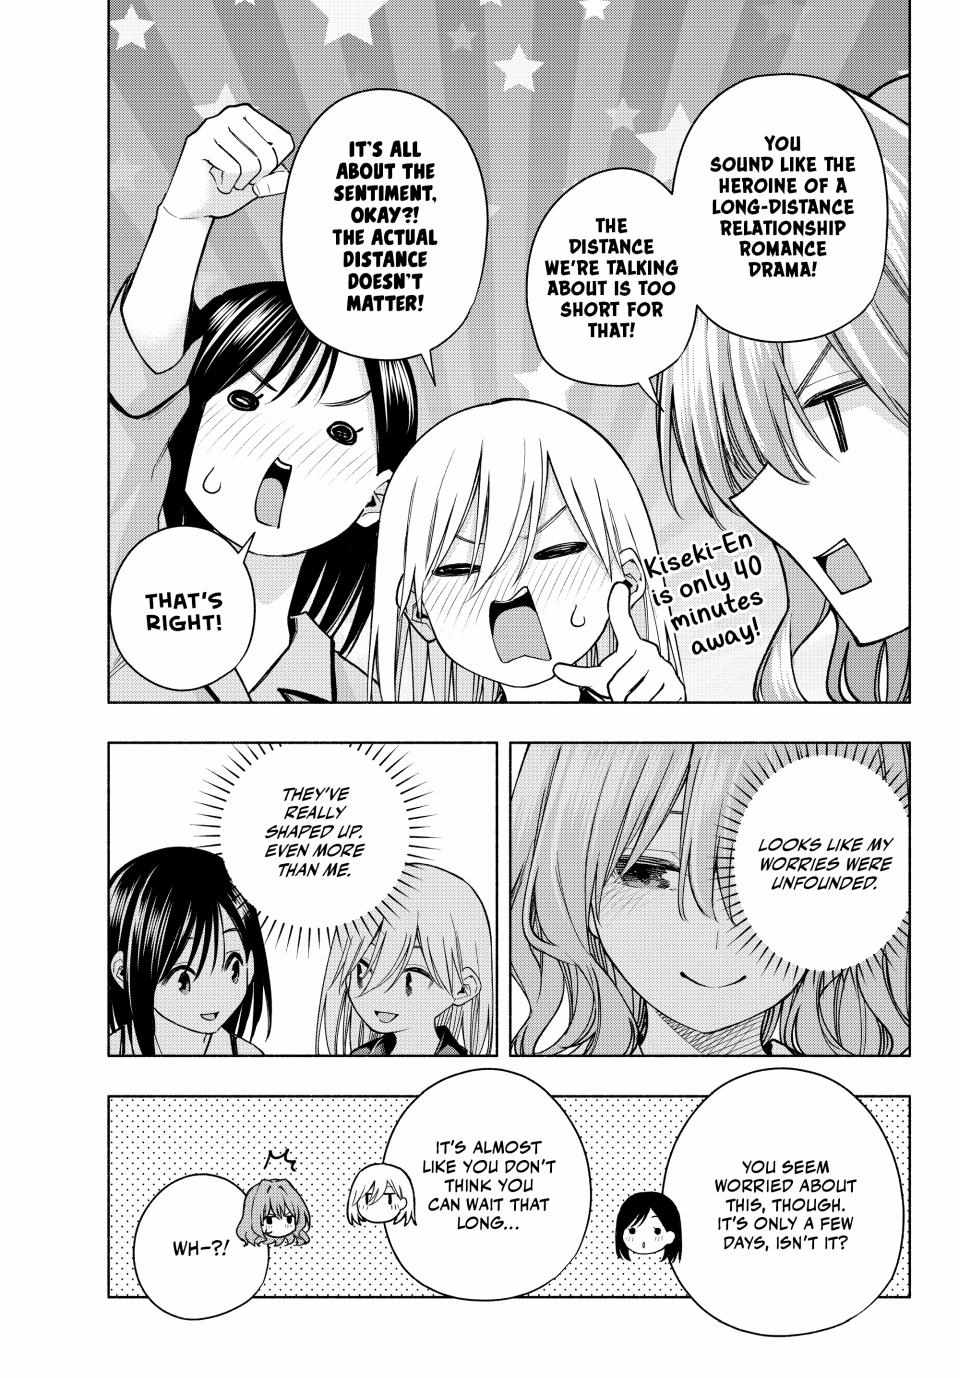 YOU
SOUND LIKE THE
HEROINE OF A
LONG-DISTANCE
RELATIONSHIP
ROMANCE
DRAMA!
THE
DISTANCE
WE'RE TALKING
ABOUT IS TOO
SHORT FOR
THAT!
IT'S ALL
ABOUT THE
SENTIMENT,
OKAY?!
THE ACTUAL
DISTANCE
DOESN'T
MATTER!
Kiseki-En
is only 40
minutes
away!
THAT'S
RIGHT!
LOOKS LIKE MY
WORRIES WERE
UNFOUNDED.
THEY'VE
REALLY
SHAPED UP.
EVEN MORE
THAN ME.
YOU SEEM
WORRIED ABOUT
THIS, THOUGH.
IT'S ONLY A FEW
DAYS, ISN'T IT?
IT'S ALMOST
LIKE YOU DON'T
THINK YOU
CAN WAIT THAT
LONG...
WH-?!